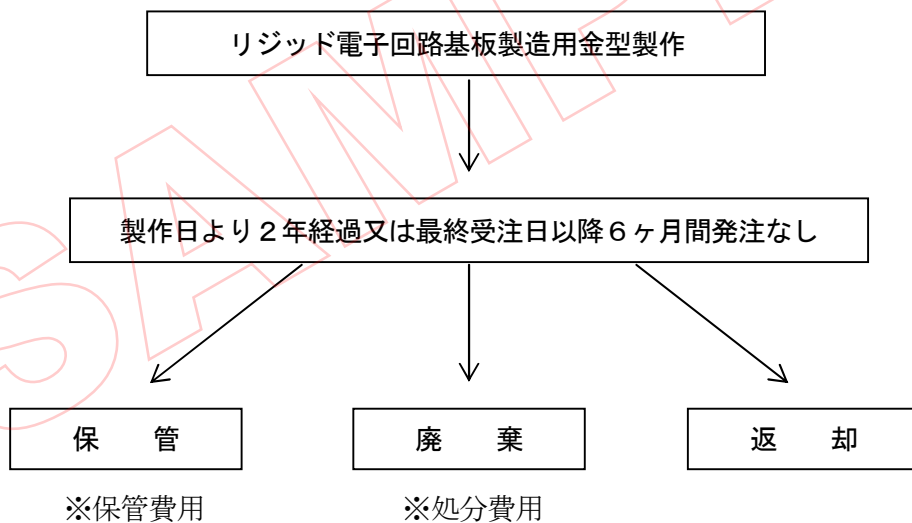 リジッド電子回路基板製造用金型製作
製作日より２年経過又は最終受注日以降６ヶ月間発注なし
保　管
廃　棄
返　却
※保管費用
※処分費用
SAMP